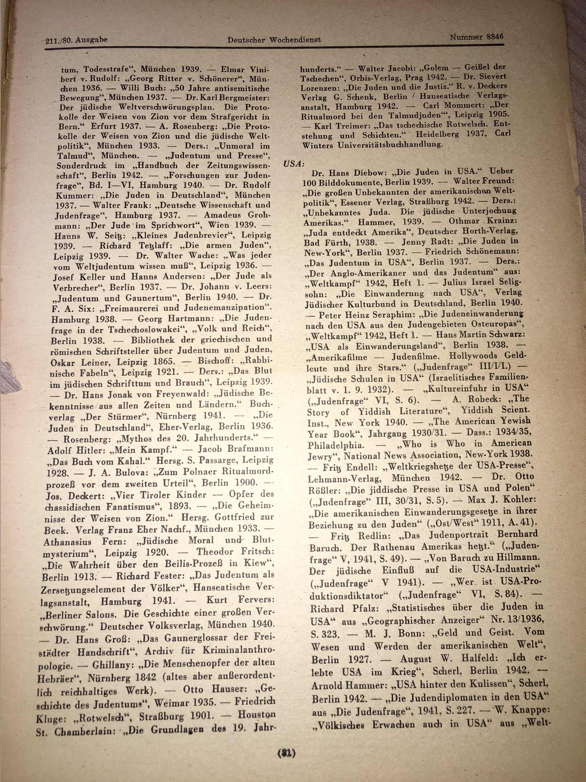 211./80. Ausgabe
Deutscher Wochendienst
Nummer 8846
tum, Todesstrafe", München 1939. — Elmar Vini-
bert v. Rudolf: „Georg Ritter v. Schönerer", Mün-
chen 1936. — Willi Buch: „50 Jahre antisemitische
Bewegung", München 1937. — Dr. Karl Bergmeister:
Der jüdische Weltverschwörungsplan. Die Proto-
kolle der Weisen von Zion vor dem Strafgericht in
Bern." Erfurt 1937. — A. Rosenberg: „Die Proto-
kolle der Weisen von Zion und die jüdische Welt-
politik", München 1933. — Ders.: „Unmoral im
Talmud", München. — „Judentum und Presse",
Sonderdruck im „Handbuch der Zeitungswissen-
schaft", Berlin 1942. — „Forschungen zur Juden-
frage", Bd. I—VI, Hamburg 1940. — Dr. Rudolf
Kummer: „Die Juden in Deutschland", München
1937. — Walter Frank: „Deutsche Wissenschaft und
Judenfrage", Hamburg 1937. — Amadeus Groh-
mann: „Der Jude im Sprichwort", Wien 1939. —
Hanns W. Seitz: „Kleines Judenbrevier", Leipzig
1939. — Richard Tetzlaff: „Die armen Juden",
Leipzig 1939. — Dr. Walter Wache: „Was jeder
vom Weltjudentum wissen muß", Leipzig 1936. —
Josef Keller und Hanns Andersen: „Der Jude als
Verbrecher", Berlin 1937. — Dr. Johann v. Leers:
„Judentum und Gaunertum", Berlin 1940. — Dr.
F. A. Six: „Freimaurerei und Judenemanzipation".
Hamburg 1938. — Georg Hartmann: „Die Juden-
frage in der Tschechoslowakei", „Volk und Reich",
Berlin 1938. — Bibliothek der griechischen und
römischen Schriftsteller über Judentum und Juden,
Oskar Leiner, Leipzig 1865. — Bischoff: „Rabbi-
nische Fabeln", Leipzig 1921. — Ders.: „Das Blut
im jüdischen Schrifttum und Brauch", Leipzig 1939.
— Dr. Hans Jonak von Freyenwald: „Jüdische Be-
kenntnisse aus allen Zeiten und Ländern." Buch-
verlag „Der Stürmer", Nürnberg 1941. — „Die
Juden in Deutschland", Eher-Verlag, Berlin 1936.
— Rosenberg: „Mythos des 20. Jahrhunderts." —
Adolf Hitler: „Mein Kampf." — Jacob Brafmann:
„Das Buch vom Kahal." Hersg. S. Passarge, Leipzig
1928. — J. A. Bulova: „Zum Polnaer Ritualmord-
prozeß vor dem zweiten Urteil", Berlin 1900. —
Jos. Deckert: „Vier Tiroler Kinder — Opfer des
chassidischen Fanatismus", 1893. — „Die Geheim-
nisse der Weisen von Zion." Hersg. Gottfried zur
Beek. Verlag Franz Eher Nachf., München 1933. —
Athanasius Fern: „Jüdische Moral und Blut-
mysterium", Leipzig 1920. — Theodor Fritsch:
„Die Wahrheit über den Beilis-Prozeß in Kiew",
Berlin 1913. — Richard Fester: „Das Judentum als
Zersetzungselement der Völker", Hanseatische Ver-
lagsanstalt, Hamburg 1941. — Kurt Fervers:
„Berliner Salons. Die Geschichte einer großen Ver-
schwörung." Deutscher Volksverlag, München 1940.
— Dr. Hans Groß: „Das Gaunerglossar der Frei-
städter Handschrift", Archiv für Kriminalanthro-
pologie. — Ghillany: „Die Menschenopfer der alten
Hebräer", Nürnberg 1842 (altes aber außerordent-
lich reichhaltiges Werk). — Otto Hauser: „Ge-
schichte des Judentums", Weimar 1935. — Friedrich
Kluge: „Rotwelsch", Straßburg 1901. — Houston
St. Chamberlain: „Die Grundlagen des 19. Jahr-
hunderts." — Walter Jacobi: „Golem — Geißel der
Tschechen", Orbis-Verlag, Prag 1942. — Dr. Sievert
Lorenzen: „Die Juden und die Justiz." R. v. Deckers
Verlag G. Schenk, Berlin / Hanseatische Verlags-
anstalt, Hamburg 1942. — Carl Mommert: „Der
Ritualmord bei den Talmudjuden", Leipzig 1905.
— Karl Treimer: „Das tschechische Rotwelsch. Ent-
stehung und Schichten." Heidelberg 1937, Carl
Winters Universitätsbuchhandlung.
USA:
Dr. Hans Diebow: „Die Juden in USA." Ueber
100 Bilddokumente, Berlin 1939. — Walter Freund:
„Die großen Unbekannten der amerikanischen Welt-
politik", Essener Verlag, Straßburg 1942. — Ders.:
„Unbekanntes Juda. Die jüdische Unterjochung
Amerikas." Hammer, 1939. — Othmar Krainz:
„Juda entdeckt Amerika", Deutscher Horth-Verlag,
Bad Fürth, 1938. — Jenny Radt: „Die Juden in
New-York", Berlin 1937. — Friedrich Schönemann:
„Das Judentum in USA", Berlin 1937. — Ders.:
„Der Anglo-Amerikaner und das Judentum" aus:
„Weltkampf" 1942, Heft 1. — Julius Israel Selig-
sohn: „Die Einwanderung nach USA", Verlag
Jüdischer Kulturbund in Deutschland, Berlin 1940.
— Peter Heinz Seraphim: „Die Judeneinwanderung
nach den USA aus den Judengebieten Osteuropas",
„Weltkampf" 1942, Heft 1. — Hans Martin Schwarz:
„USA als Einwanderungsland", Berlin 1938. —
„Amerikafilme — Judenfilme. Hollywoods Geld-
leute und ihre Stars." („Judenfrage" III/I/I.) —
„Jüdische Schulen in USA" (Israelitisches Familien-
blatt v. 1. 9. 1932). — „Kultureinfuhr in USA"
(„Judenfrage" VI, S. 6). — A. Robeck: „The
Story of Yiddish Literature", Yiddish Scient.
Inst., New York 1940. — „The American Yewish
Year Book", Jahrgang 1930/31. — Dass.: 1934/35,
Philadelphia. — „Who is Who in American
Jewry", National News Association, New-York 1938.
— Fritz Endell: „Weltkriegshetze der USA-Presse",
Lehmann-Verlag, München 1942. — Dr. Otto
Rößler: „Die jiddische Presse in USA und Polen"
(„Judenfrage" III, 30/31, S. 5). — Max J. Kohler:
„Die amerikanischen Einwanderungsgesetze in ihrer
Beziehung zu den Juden" („Ost/West" 1911, A. 41).
— Fritz Redlin: „Das Judenportrait Bernhard
Baruch. Der Rathenau Amerikas hetzt." („Juden-
frage" V, 1941, S. 49). — „Von Baruch zu Hillmann.
Der jüdische Einfluß auf die USA-Industrie"
(„Judenfrage" V 1941). — „Wer ist USA-Pro-
duktionsdiktator" („Judenfrage" VI, S. 84). —
Richard Pfalz: „Statistisches über die Juden in
USA" aus „Geographischer Anzeiger" Nr. 13/1936,
S. 323. — M. J. Bonn: „Geld und Geist. Vom
Wesen und Werden der amerikanischen Welt",
Berlin 1927. — August W. Halfeld: „Ich er-
lebte USA im Krieg", Scherl, Berlin 1942. —
Arnold Hammer: „USA hinter den Kulissen", Scherl,
Berlin 1942. — „Die Judendiplomaten in den USA"
aus „Die Judenfrage", 1941, S. 227. — W. Knappe:
„Völkisches Erwachen auch in USA" aus „Welt-
(31)